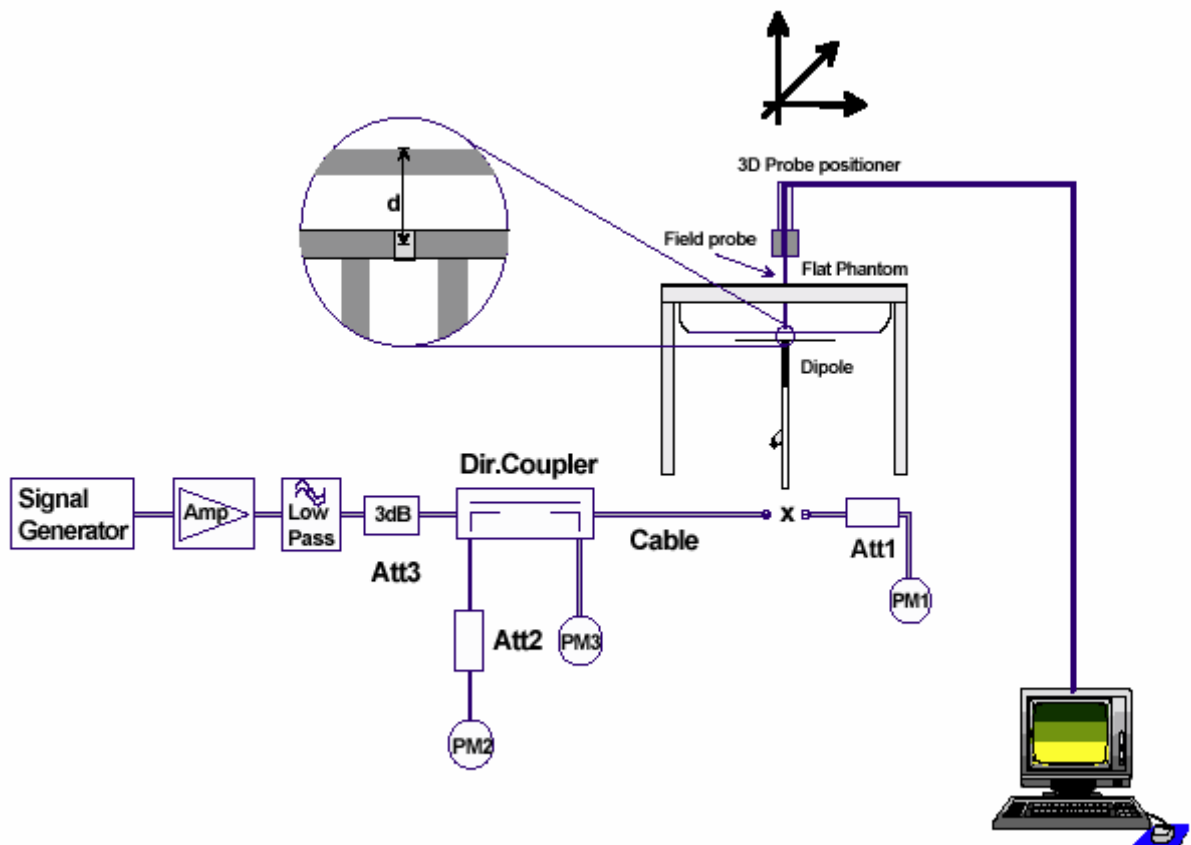 3D Probe positioner
d
Field probe
Flat Phantom
Dipole
Dir.Coupler
Signal
Generator
Amp
Low
Pass
3dB
Att3
Cable
x
Att1
PM1
Att2
PM3
PM2